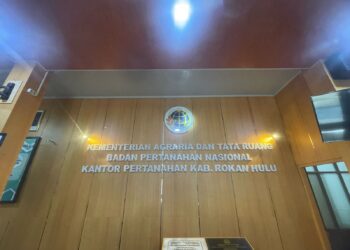 KEMENTERIAN AGRARIA DAN TATA RUANG
BADAN PERTANAHAN NASIONAL
KANTOR PERTANAHAN KAB. ROKAN HULU